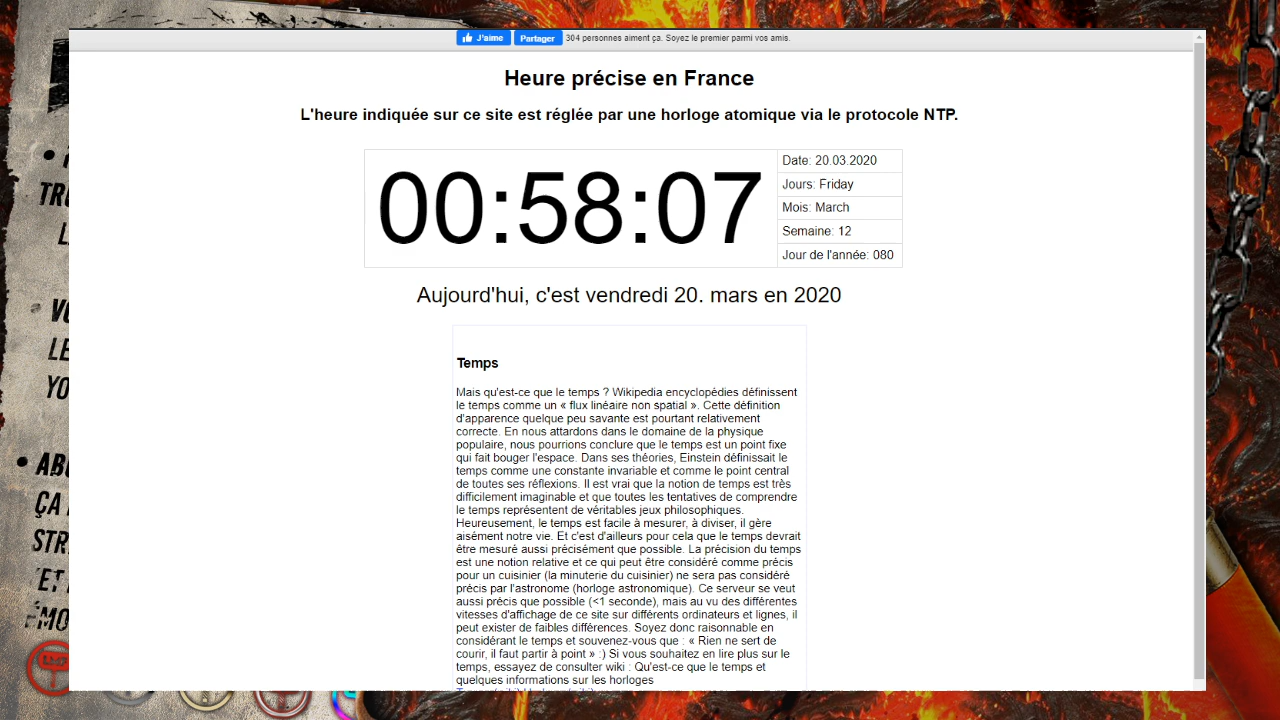 J'aime Partager 304 personnes aiment ça. Soyez le premier parmi vos amis.
Heure précise en France
L'heure indiquée sur ce site est réglée par une horloge atomique via le protocole NTP.
00:58:07
Date: 20.03.2020
Jours: Friday
Mois: March
Semaine: 12
Jour de l'année: 080
Aujourd'hui, c'est vendredi 20. mars en 2020
Temps
Mais qu'est-ce que le temps ? Wikipedia encyclopédies définissent
le temps comme un « flux linéaire non spatial ». Cette définition
d'apparence quelque peu savante est pourtant relativement
correcte. En nous attardons dans le domaine de la physique
populaire, nous pourrions conclure que le temps est un point fixe
qui fait bouger l'espace. Dans ses théories, Einstein définissait le
temps comme une constante invariable et comme le point central
de toutes ses réflexions. Il est vrai que la notion de temps est très
difficilement imaginable et que toutes les tentatives de comprendre
le temps représentent de véritables jeux philosophiques.
Heureusement, le temps est facile à mesurer, à diviser, il gère
aisément notre vie. Et c'est d'ailleurs pour cela que le temps devrait
être mesuré aussi précisément que possible. La précision du temps
est une notion relative et ce qui peut être considéré comme précis
pour un cuisinier (la minuterie du cuisinier) ne sera pas considéré
précis par l'astronome (horloge astronomique). Ce serveur se veut
aussi précis que possible (<1 seconde), mais au vu des différentes
vitesses d'affichage de ce site sur différents ordinateurs et lignes, il
peut exister de faibles différences. Soyez donc raisonnable en
considérant le temps et souvenez-vous que : « Rien ne sert de
courir, il faut partir à point » :) Si vous souhaitez en lire plus sur le
temps, essayez de consulter wiki : Qu'est-ce que le temps et
quelques informations sur les horloges
LE
ÇA
ET